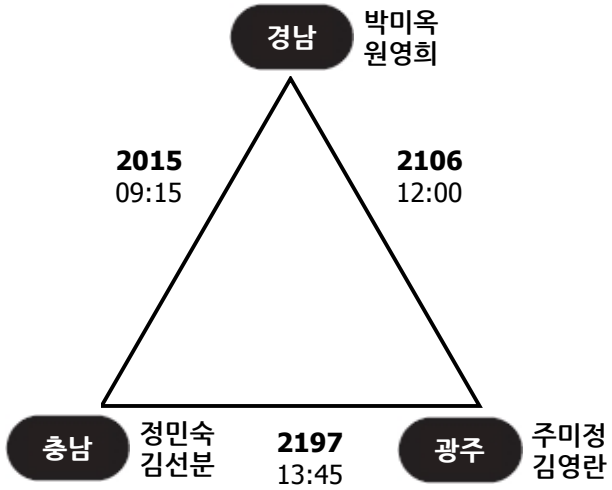 경남
박미옥
원영희
2015
09:15
2106
12:00
충남
정민숙
김선분
2197
13:45
광주
주미정
김영란